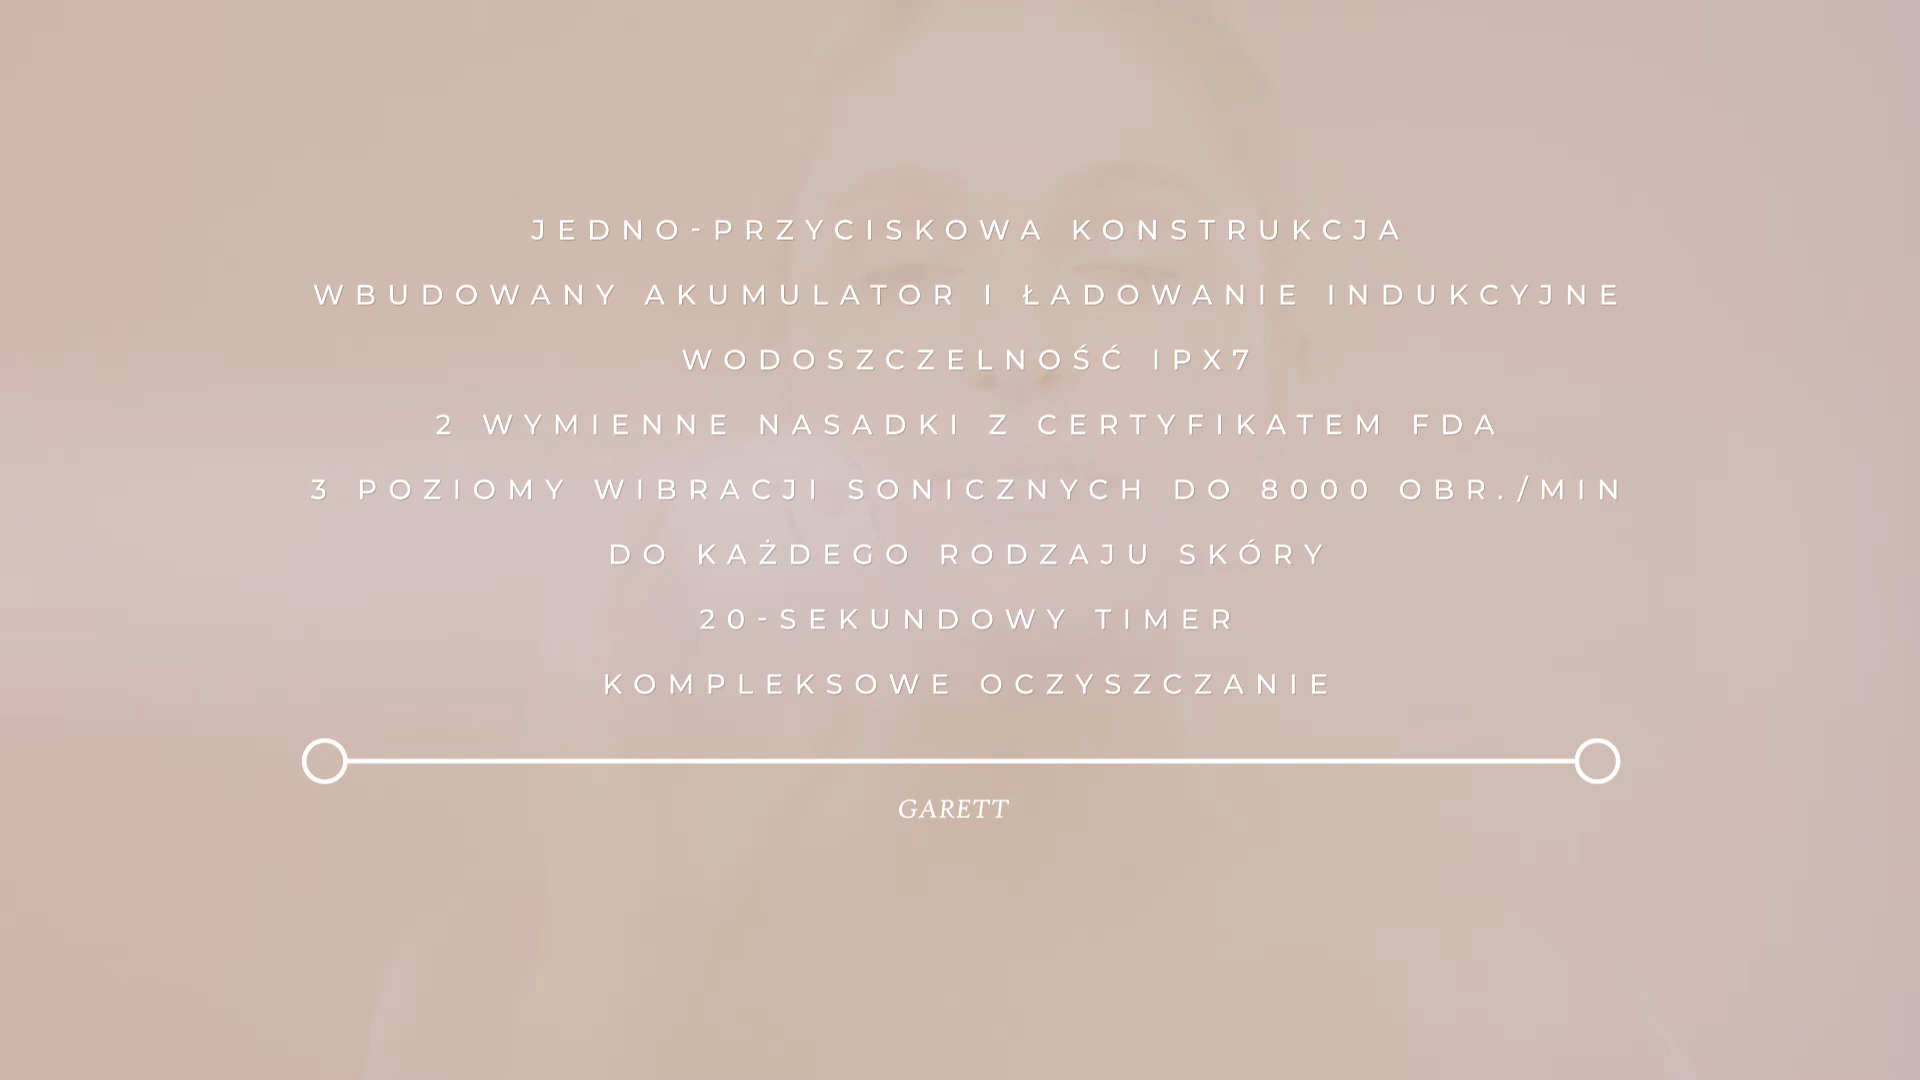 JEDNO-PRZYCISKOWA KONSTRUKCJA
WBUDOWANY AKUMULATOR I ŁADOWANIE INDUKCYJNE
WODOSZCZELNOŚĆ IPX7
2 WYMIENNE NASADKI Z CERTYFIKATEM FDA
3 POZIOMY WIBRACJI SONICZNYCH DO 8000 OBR./MIN
DO KAŻDEGO RODZAJU SKÓRY
20-SEKUNDOWY TIMER
KOMPLEKSOWE OCZYSZCZANIE
GARETT